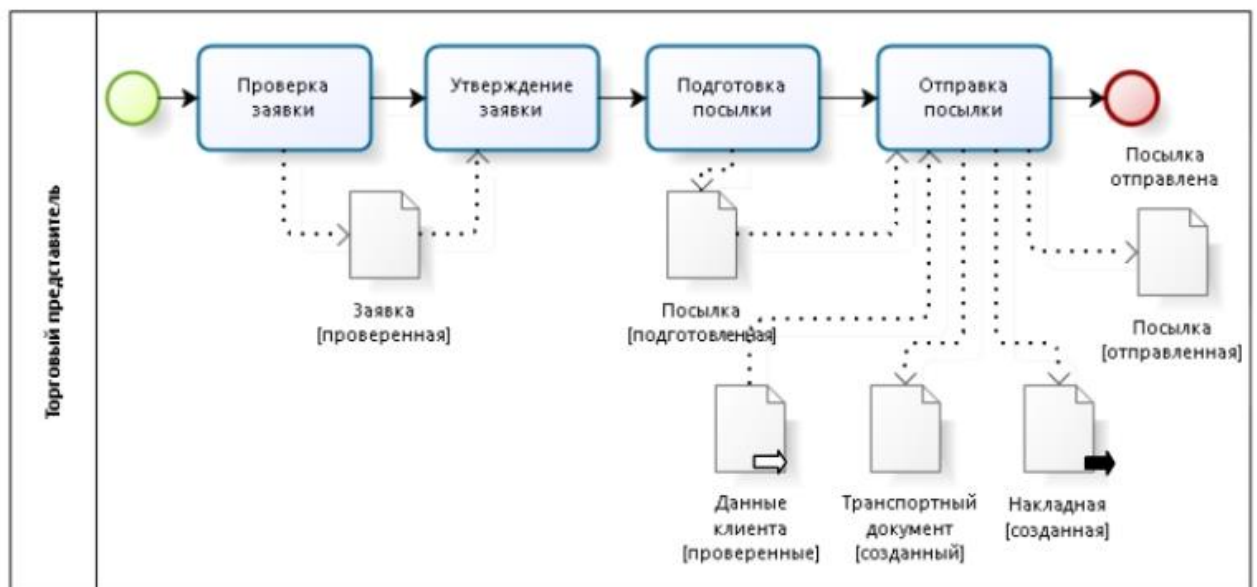 Торговый представитель
Проверка
заявки
Утверждение
заявки
Подготовка
посылки
Отправка
посылки
Посылка
отправлена
Заявка
[проверенная]
Посылка
[подготовленная]
Посылка
[отправленная]
Данные
клиента
[проверенные]
Транспортный
документ
[созданный]
Накладная
[созданная]